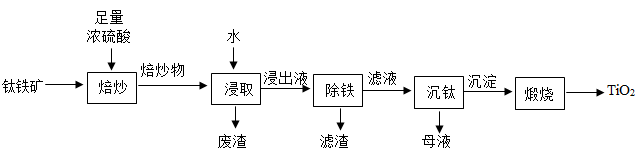 足量
浓硫酸
水
钛铁矿
焙炒
焙炒物
浸取
浸出液
除铁
滤液
沉钛
沉淀
煅烧
TiO₂
废渣
滤渣
母液